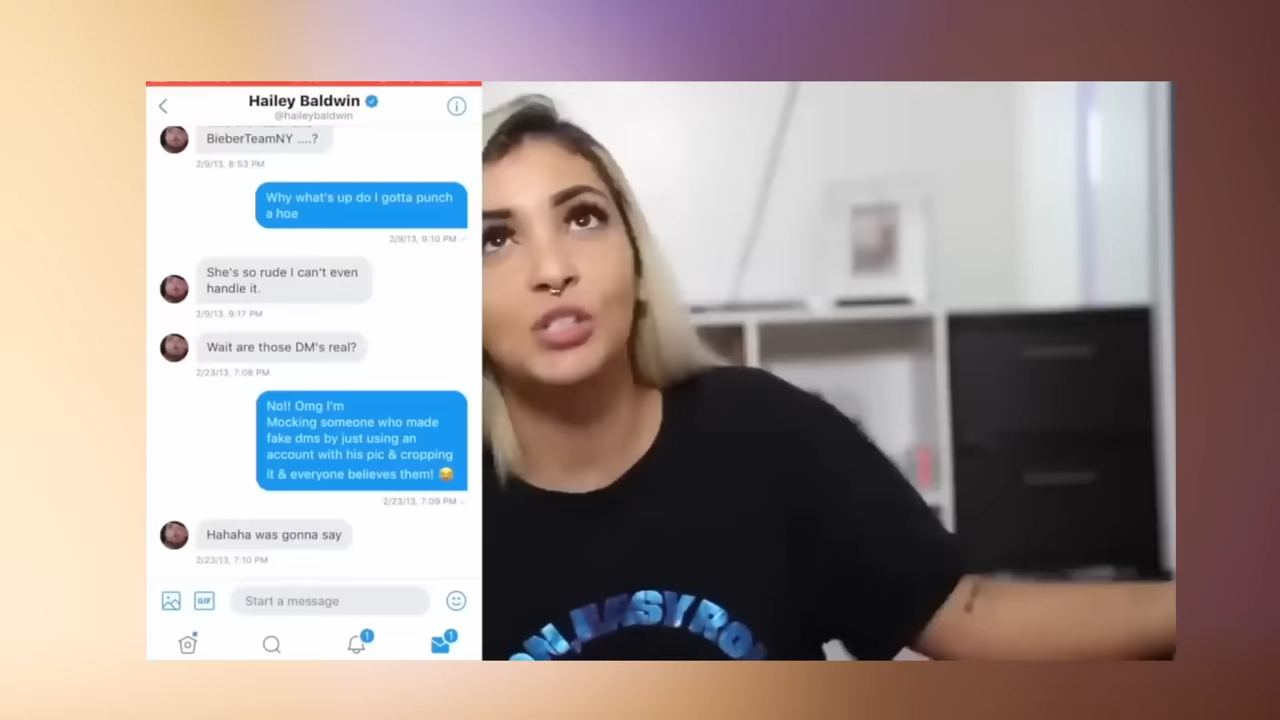 Hailey Baldwin
@haileybaldwin
BieberTeamNY ....?
2/9/13, 8:53 PM
Why what's up do I gotta punch
a hoe
2/9/13, 9:10 PM
She's so rude I can't even
handle it.
2/9/13, 9:17 PM
Wait are those DM's real?
2/23/13, 7:08 PM
No!! Omg I'm
Mocking someone who made
fake dms by just using an
account with his pic & cropping
it & everyone believes them! 😂
2/23/13, 7:09 PM
Hahaha was gonna say
2/23/13, 7:10 PM
GIF
Start a message
1
1